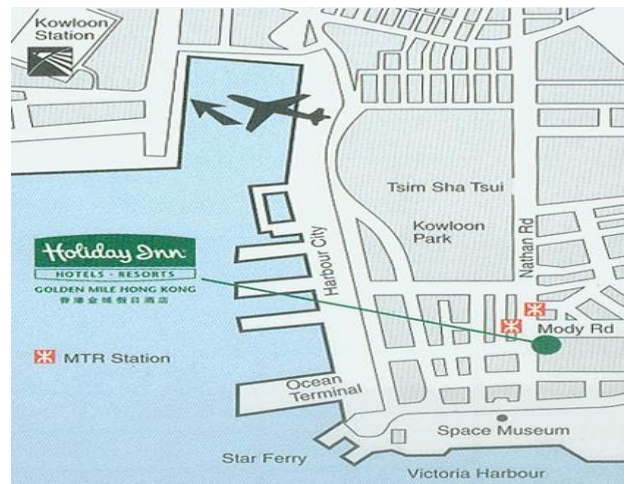 Kowloon
Station
Tsim Sha Tsui
Kowloon
Park
Nathan Rd
Harbour City
Holiday Inn
HOTELS · RESORTS
GOLDEN MILE HONG KONG
香港金域假日酒店
Mody Rd
MTR Station
Ocean
Terminal
Space Museum
Star Ferry
Victoria Harbour